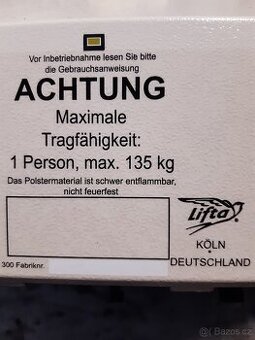 Vor Inbetriebnahme lesen Sie bitte
die Gebrauchsanweisung
ACHTUNG
Maximale
Tragfähigkeit:
1 Person, max. 135 kg
Das Polstermaterial ist schwer entflammbar,
nicht feuerfest
Lifta
KÖLN
DEUTSCHLAND
300 Fabriknr.
Bazos.cz